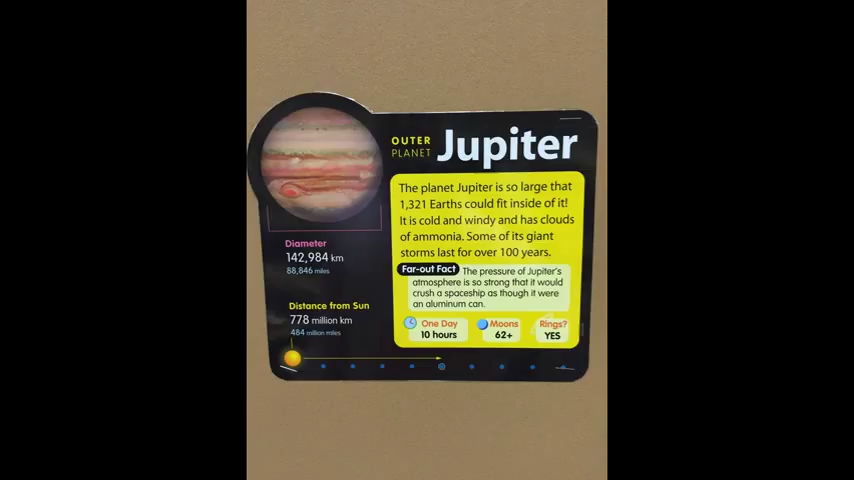 OUTER
PLANET
Jupiter
The planet Jupiter is so large that
1,321 Earths could fit inside of it!
It is cold and windy and has clouds
of ammonia. Some of its giant
storms last for over 100 years.
Far-out Fact The pressure of Jupiter's
atmosphere is so strong that it would
crush a spaceship as though it were
an aluminum can.
One Day
10 hours
Moons
62+
Rings?
YES
Diameter
142,984 km
88,846 miles
Distance from Sun
778 million km
484 million miles